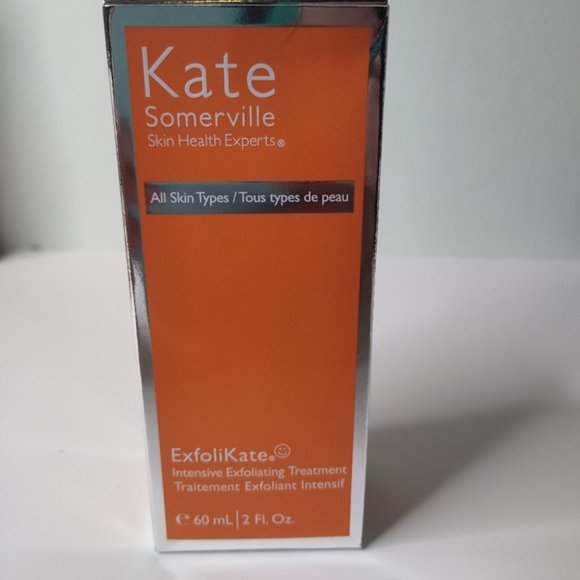 Kate
Somerville
Skin Health Experts®
All Skin Types / Tous types de peau
ExfoliKate®☺
Intensive Exfoliating Treatment
Traitement Exfoliant Intensif
℮ 60 mL | 2 Fl. Oz.